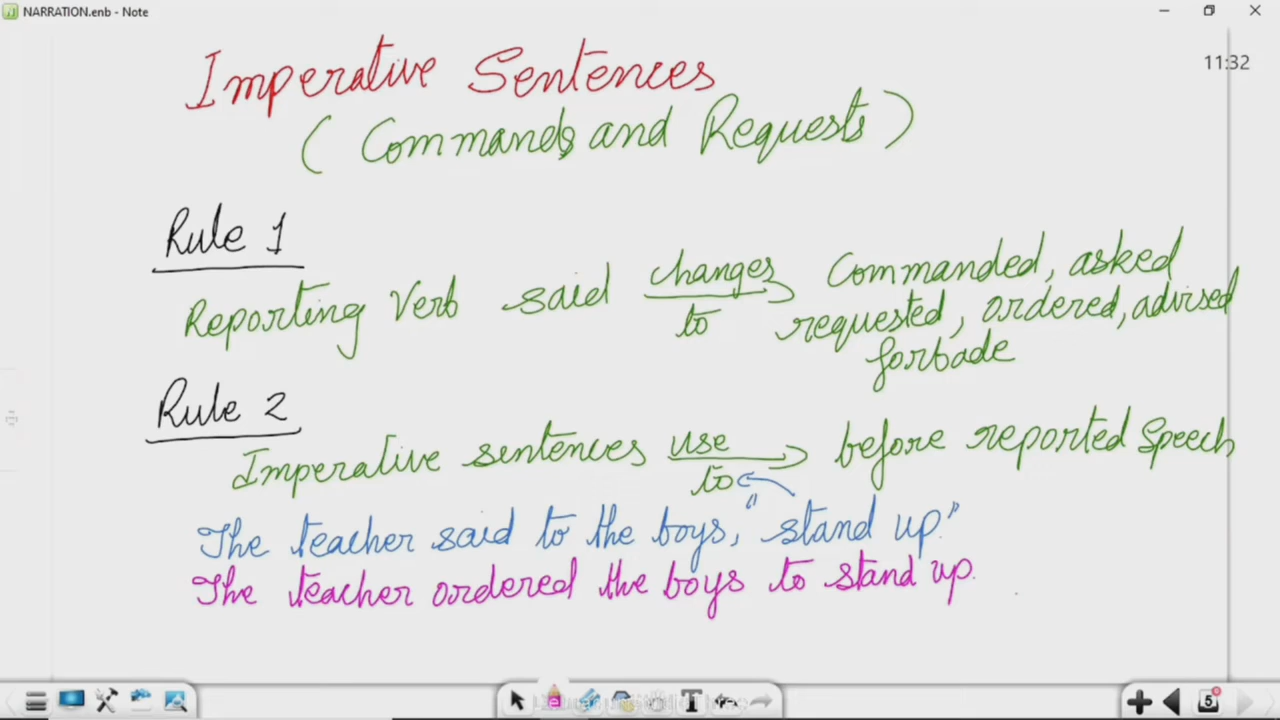 NARRATION.enb - Note
11:32
Imperative Sentences
(Commands and Requests)
Rule 1
Reporting Verb said changes to Commanded, asked
requested, ordered, advised
forbade
Rule 2
Imperative sentences use to before reported Speech
The teacher said to the boys, "stand up."
The teacher ordered the boys to stand up.
T
5